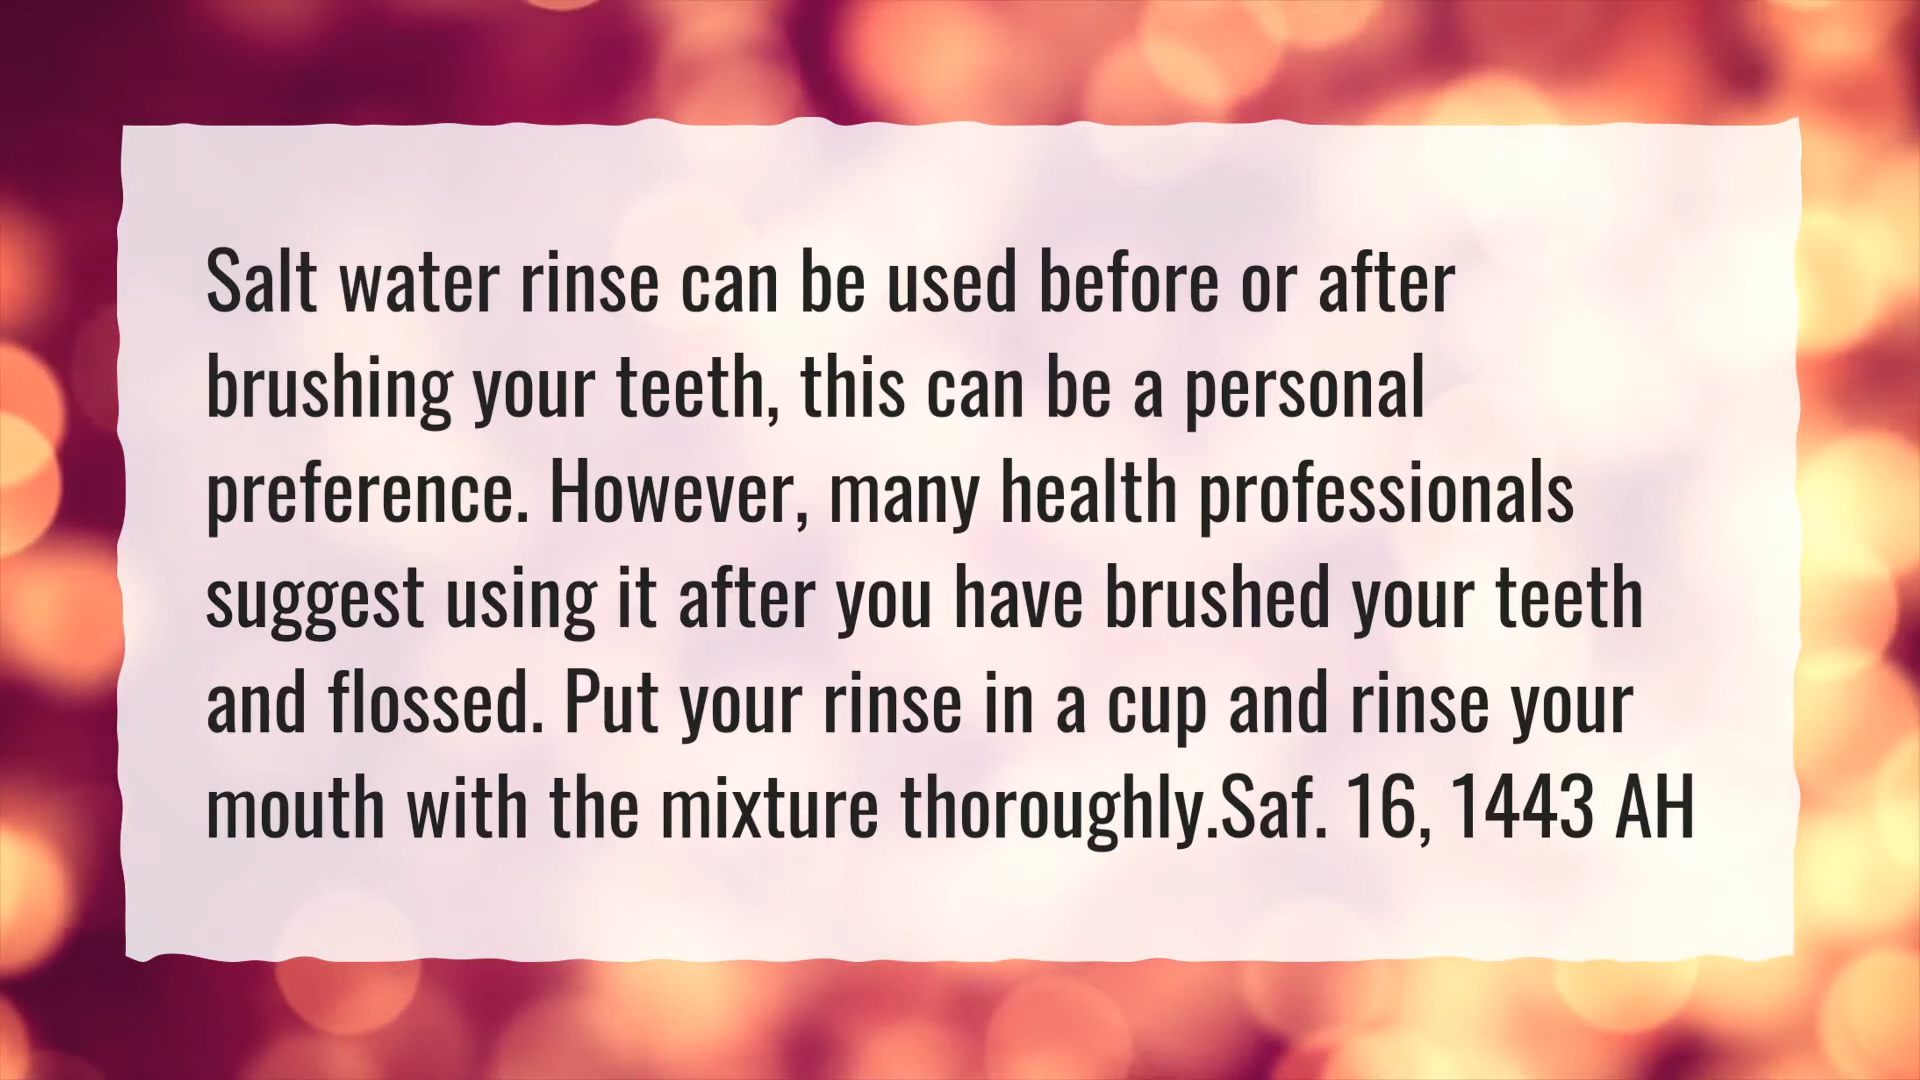 Salt water rinse can be used before or after
brushing your teeth, this can be a personal
preference. However, many health professionals
suggest using it after you have brushed your teeth
and flossed. Put your rinse in a cup and rinse your
mouth with the mixture thoroughly.Saf. 16, 1443 AH